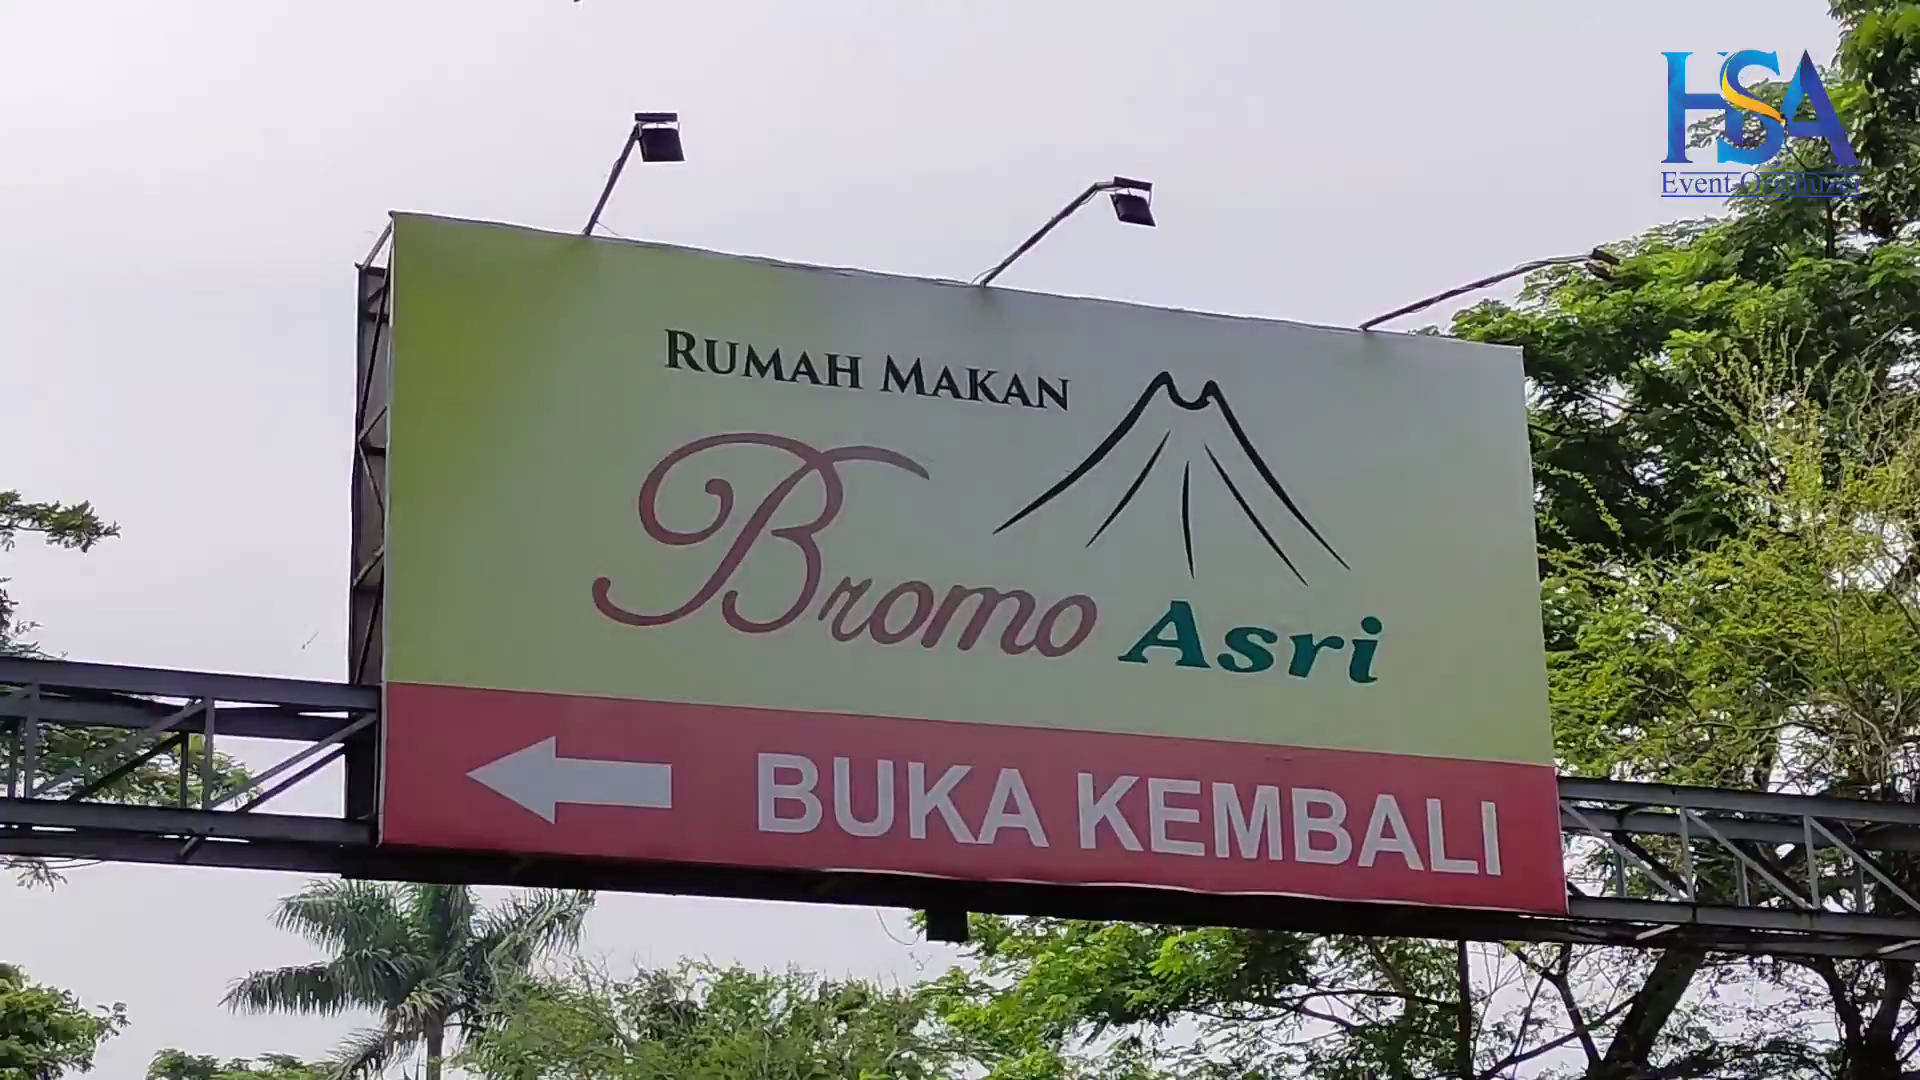 HSA
Event Organizer
RUMAH MAKAN
Bromo Asri
BUKA KEMBALI